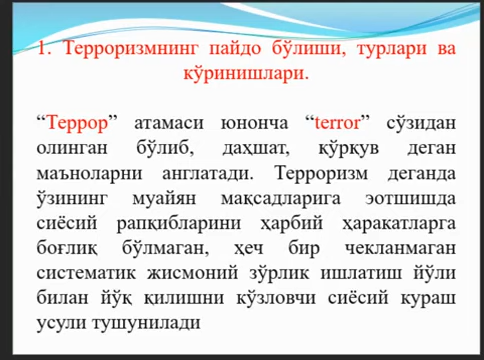 1. Терроризмнинг пайдо бўлиши, турлари ва
кўринишлари.
“Террор” атамаси юнонча “terror” сўзидан
олинган бўлиб, даҳшат, қўрқув деган
маъноларни англатади. Терроризм деганда
ўзининг муайян мақсадларига эотшишда
сиёсий рапқибларини ҳарбий ҳаракатларга
боғлиқ бўлмаган, ҳеч бир чекланмаган
систематик жисмоний зўрлик ишлатиш йўли
билан йўқ қилишни кўзловчи сиёсий кураш
усули тушунилади